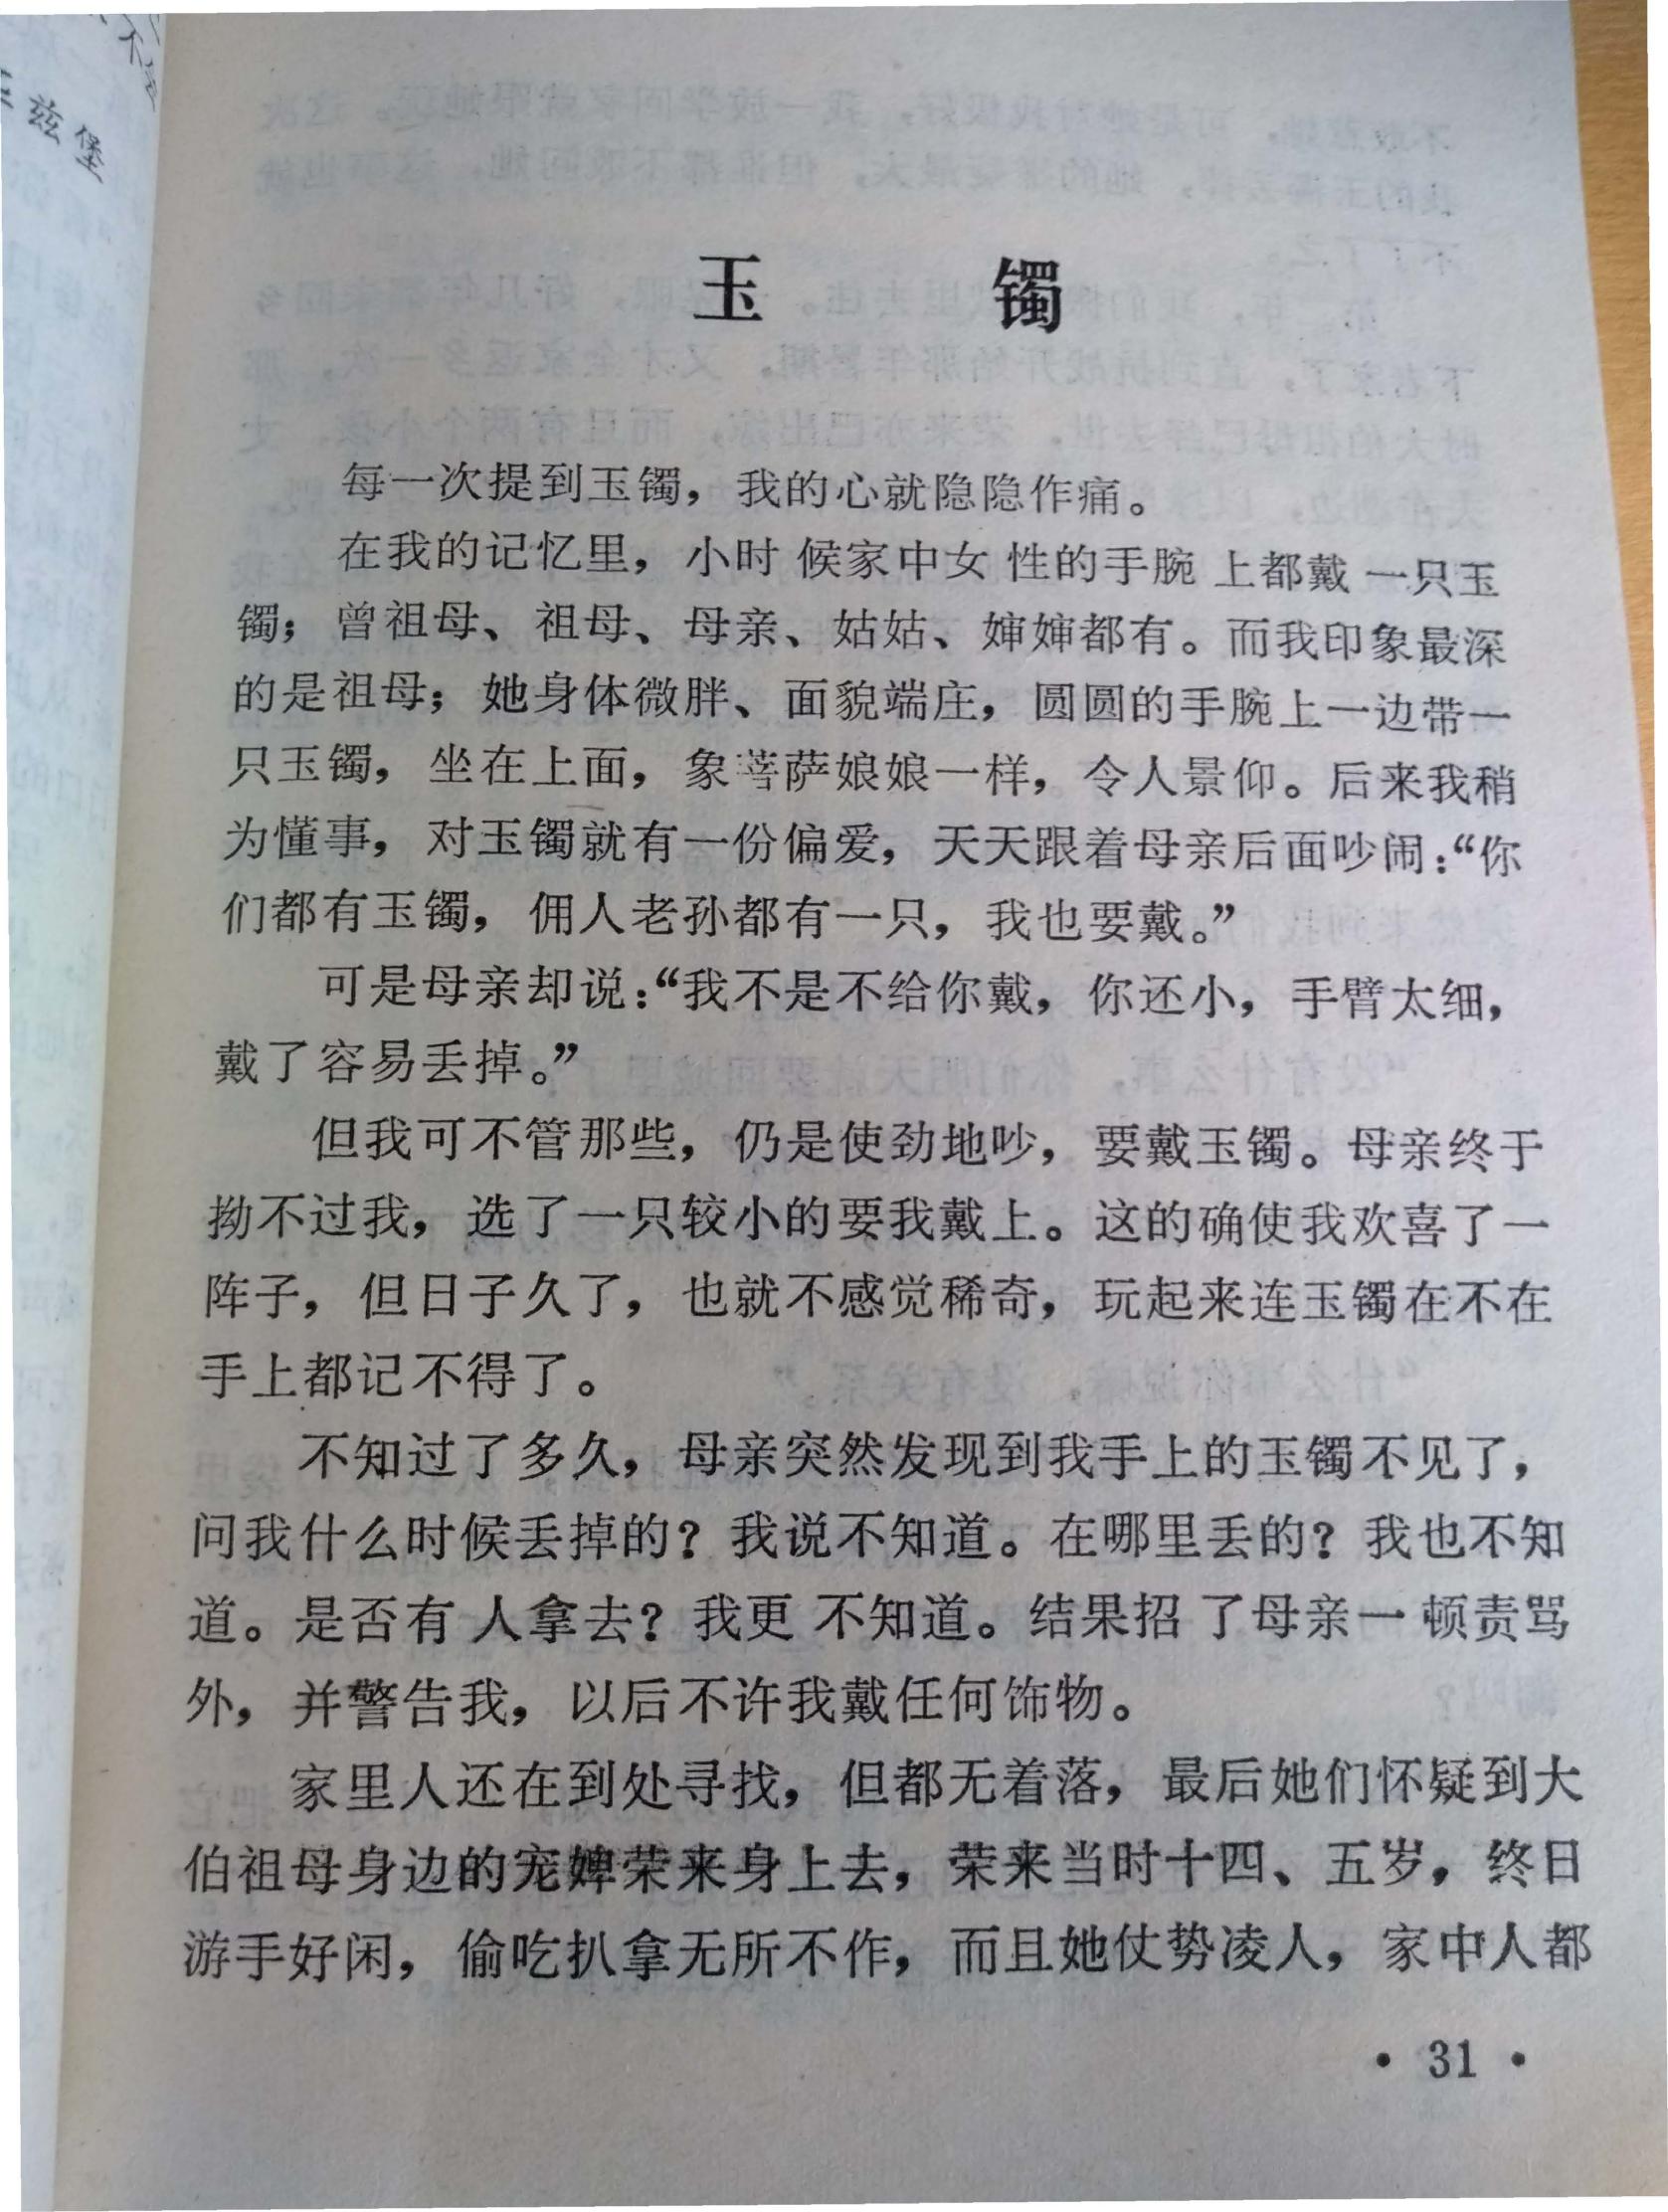 兹堡
玉 镯
每一次提到玉镯，我的心就隐隐作痛。
在我的记忆里，小时候家中女性的手腕上都戴一只玉
镯；曾祖母、祖母、母亲、姑姑、婶婶都有。而我印象最深
的是祖母；她身体微胖、面貌端庄，圆圆的手腕上一边带一
只玉镯，坐在上面，象菩萨娘娘一样，令人景仰。后来我稍
为懂事，对玉镯就有一份偏爱，天天跟着母亲后面吵闹：“你
们都有玉镯，佣人老孙都有一只，我也要戴。”
可是母亲却说：“我不是不给你戴，你还小，手臂太细，
戴了容易丢掉。”
但我可不管那些，仍是使劲地吵，要戴玉镯。母亲终于
拗不过我，选了一只较小的要我戴上。这的确使我欢喜了一
阵子，但日子久了，也就不感觉稀奇，玩起来连玉镯在不在
手上都记不得了。
不知过了多久，母亲突然发现到我手上的玉镯不见了，
问我什么时候丢掉的？我说不知道。在哪里丢的？我也不知
道。是否有人拿去？我更不知道。结果招了母亲一顿责骂
外，并警告我，以后不许我戴任何饰物。
家里人还在到处寻找，但都无着落，最后她们怀疑到大
伯祖母身边的宠婢荣来身上去，荣来当时十四、五岁，终日
游手好闲，偷吃扒拿无所不作，而且她仗势凌人，家中人都
• 31 •